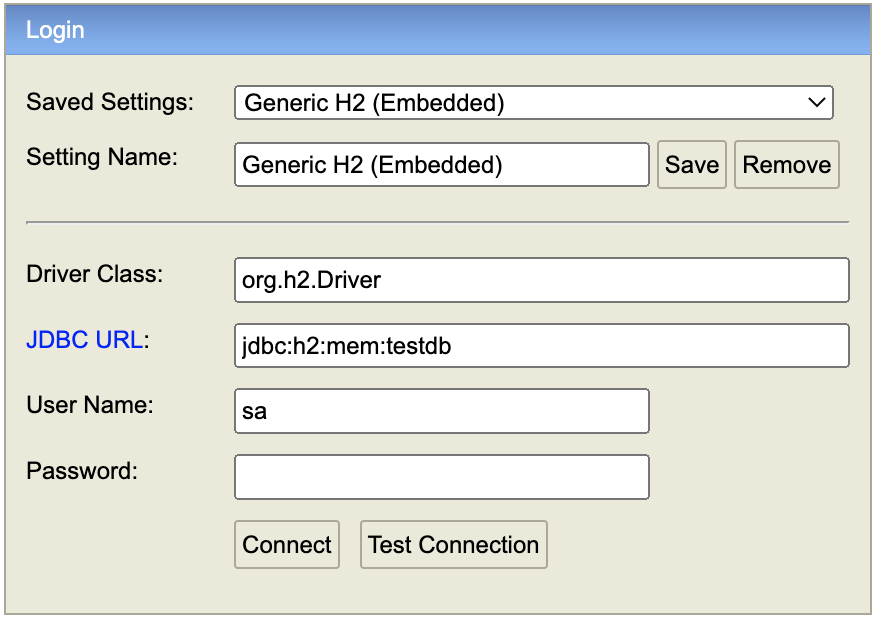 Login
Saved Settings: Generic H2 (Embedded)
Setting Name: Generic H2 (Embedded) Save Remove
Driver Class: org.h2.Driver
JDBC URL: jdbc:h2:mem:testdb
User Name: sa
Password:
Connect Test Connection